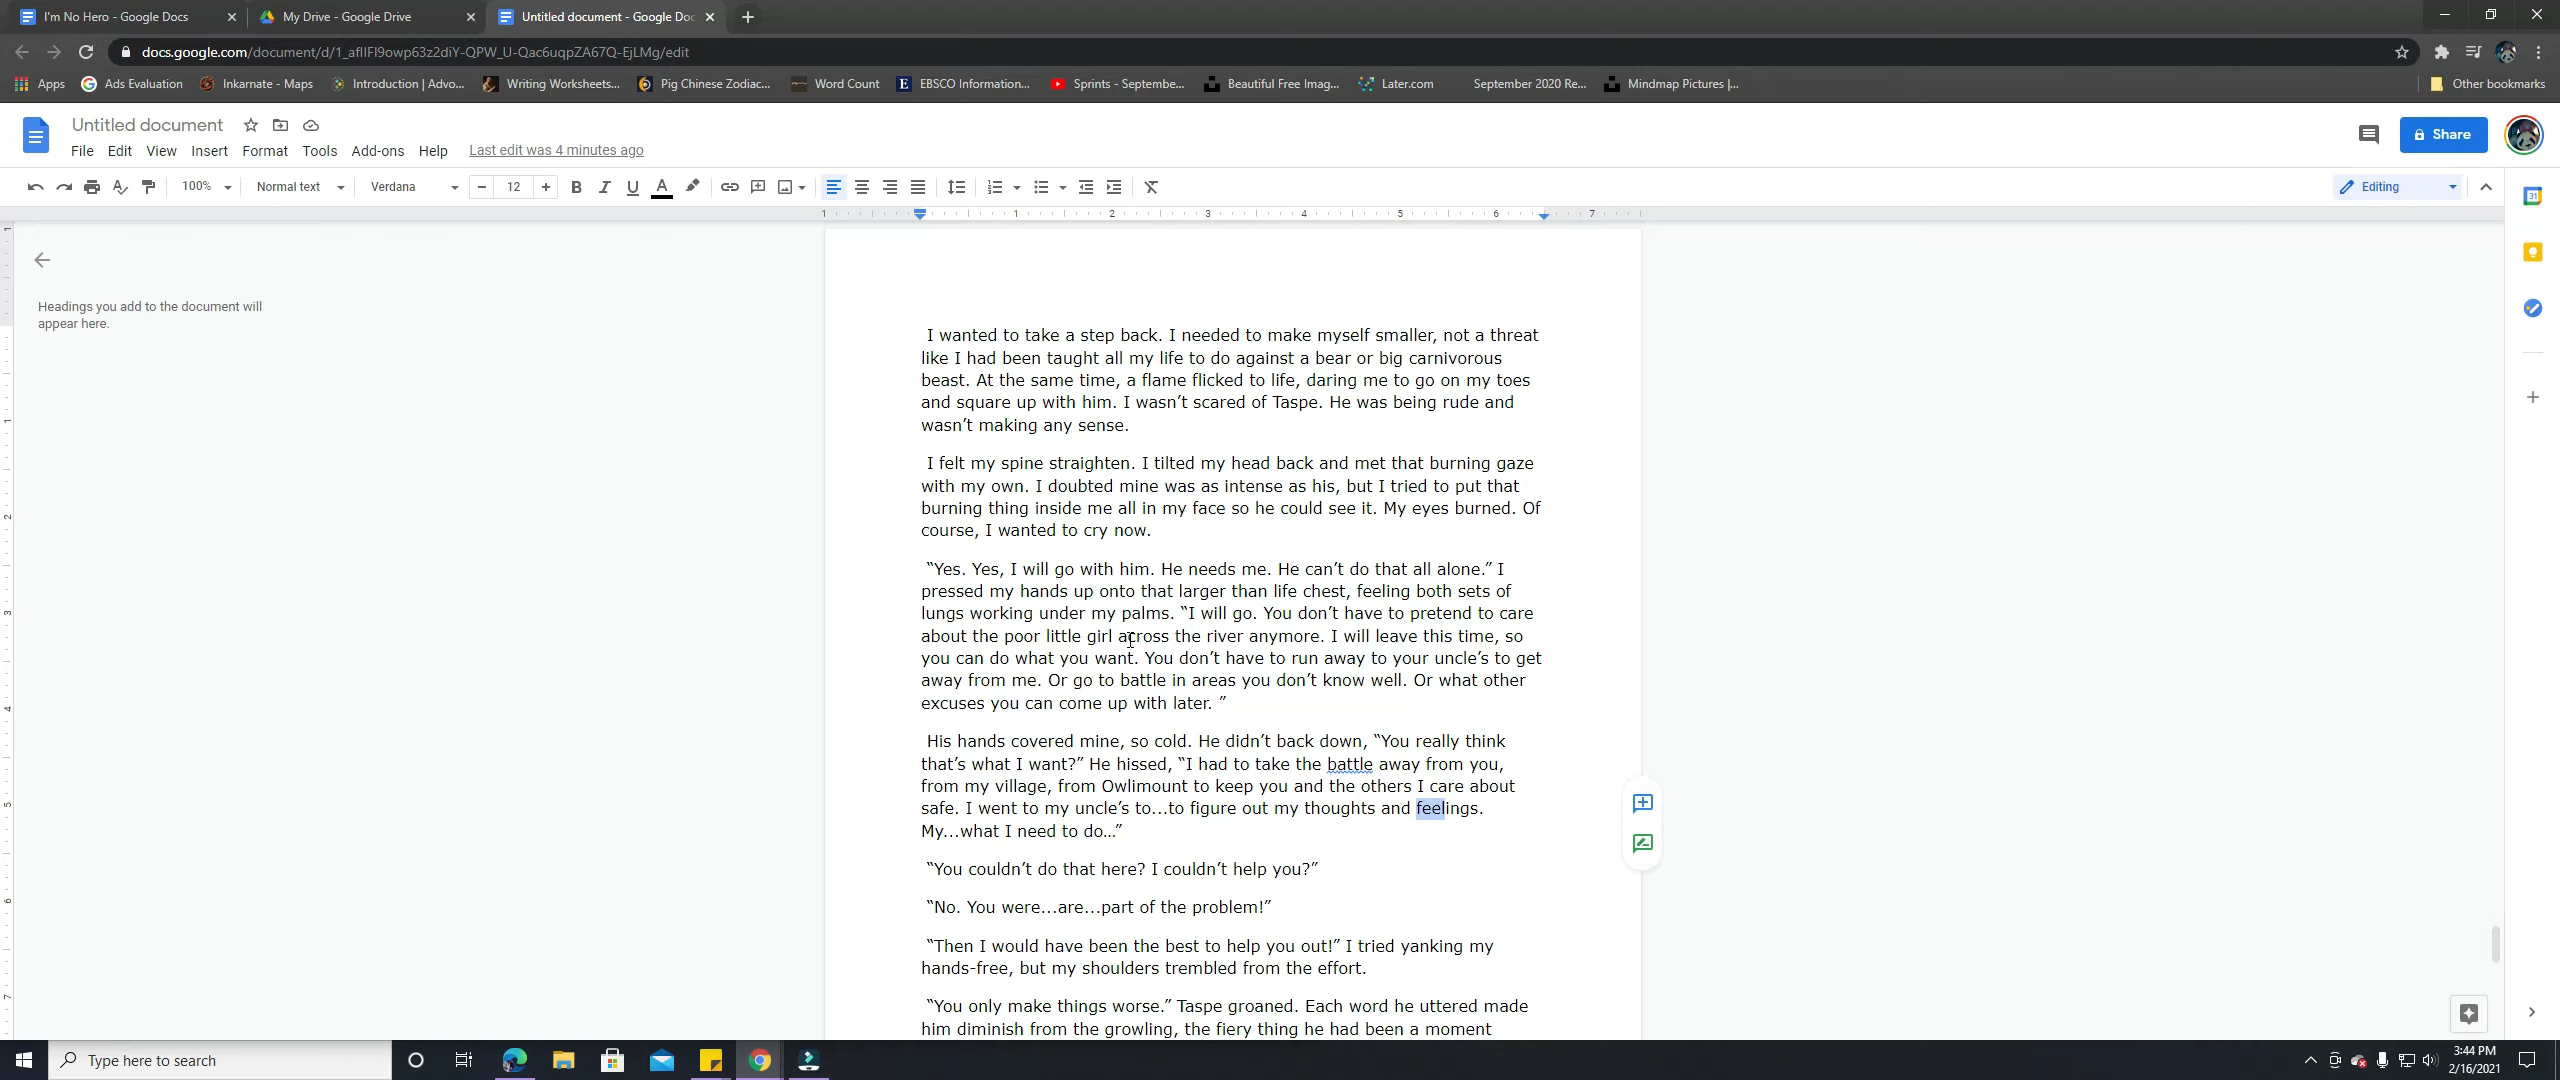 I'm No Hero - Google Docs
My Drive - Google Drive
Untitled document - Google Doc
docs.google.com/document/d/1_aflIFI9owp63z2diY-QPW_U-Qac6uqpZA67Q-EjLMg/edit
Apps Ads Evaluation Inkarnate - Maps Introduction | Advo... Writing Worksheets... Pig Chinese Zodiac... Word Count EBSCO Information... Sprints - Septembe... Beautiful Free Imag... Later.com September 2020 Re... Mindmap Pictures |... Other bookmarks
Untitled document
Share
File Edit View Insert Format Tools Add-ons Help Last edit was 4 minutes ago
100% Normal text Verdana 12 B I U A Editing
1 1 2 3 4 5 6 7
Headings you add to the document will
appear here.
I wanted to take a step back. I needed to make myself smaller, not a threat
like I had been taught all my life to do against a bear or big carnivorous
beast. At the same time, a flame flicked to life, daring me to go on my toes
and square up with him. I wasn’t scared of Taspe. He was being rude and
wasn’t making any sense.
I felt my spine straighten. I tilted my head back and met that burning gaze
with my own. I doubted mine was as intense as his, but I tried to put that
burning thing inside me all in my face so he could see it. My eyes burned. Of
course, I wanted to cry now.
“Yes. Yes, I will go with him. He needs me. He can’t do that all alone.” I
pressed my hands up onto that larger than life chest, feeling both sets of
lungs working under my palms. “I will go. You don’t have to pretend to care
about the poor little girl across the river anymore. I will leave this time, so
you can do what you want. You don’t have to run away to your uncle’s to get
away from me. Or go to battle in areas you don’t know well. Or what other
excuses you can come up with later. ”
His hands covered mine, so cold. He didn’t back down, “You really think
that’s what I want?” He hissed, “I had to take the battle away from you,
from my village, from Owlimount to keep you and the others I care about
safe. I went to my uncle’s to...to figure out my thoughts and feelings.
My...what I need to do…”
“You couldn’t do that here? I couldn’t help you?”
“No. You were...are...part of the problem!”
“Then I would have been the best to help you out!” I tried yanking my
hands-free, but my shoulders trembled from the effort.
“You only make things worse.” Taspe groaned. Each word he uttered made
him diminish from the growling, the fiery thing he had been a moment
Type here to search
3:44 PM
2/16/2021